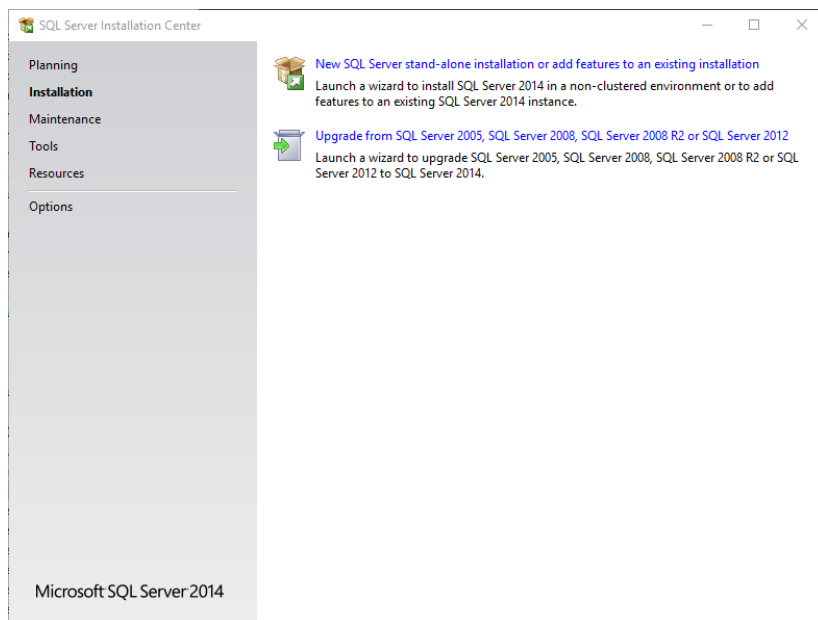 SQL Server Installation Center
Planning
Installation
Maintenance
Tools
Resources
Options
New SQL Server stand-alone installation or add features to an existing installation
Launch a wizard to install SQL Server 2014 in a non-clustered environment or to add
features to an existing SQL Server 2014 instance.
Upgrade from SQL Server 2005, SQL Server 2008, SQL Server 2008 R2 or SQL Server 2012
Launch a wizard to upgrade SQL Server 2005, SQL Server 2008, SQL Server 2008 R2 or SQL
Server 2012 to SQL Server 2014.
Microsoft SQL Server 2014